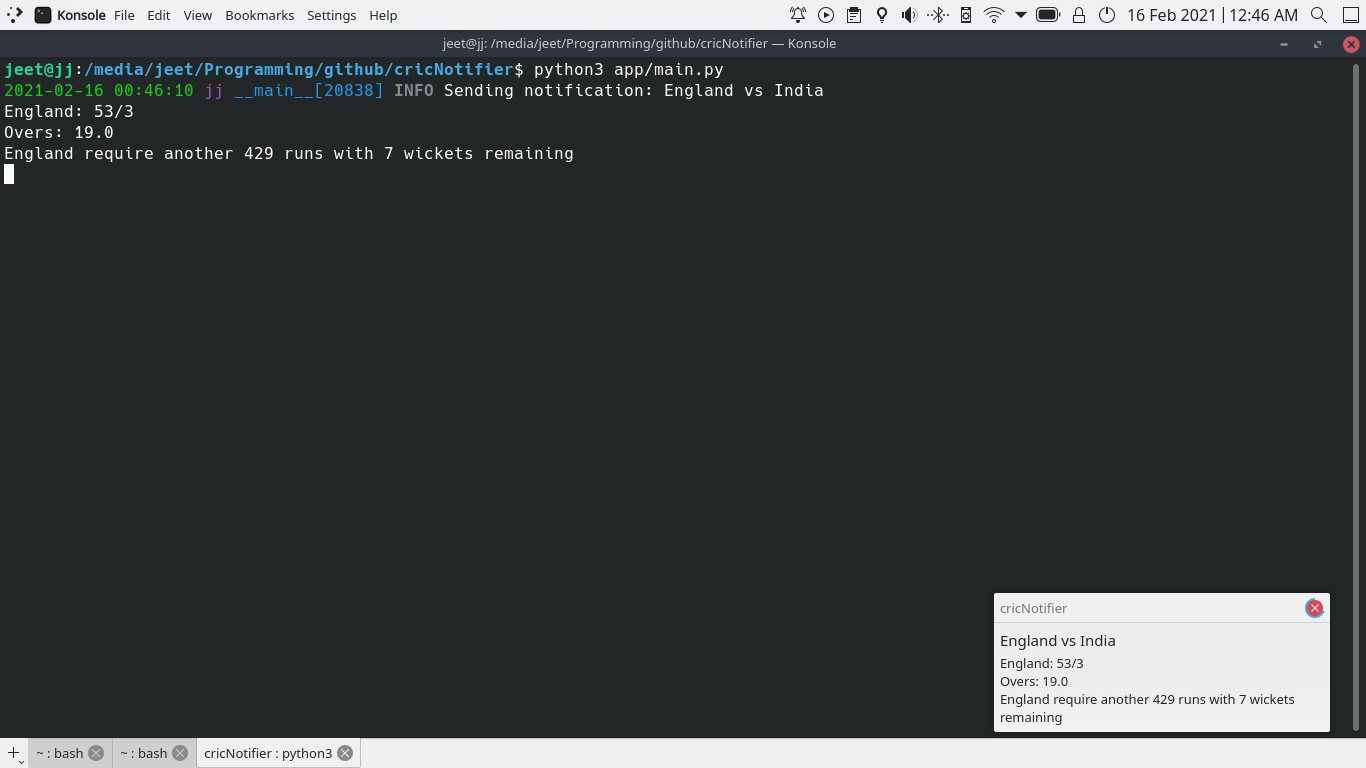 Konsole File Edit View Bookmarks Settings Help 16 Feb 2021 | 12:46 AM
jeet@jj: /media/jeet/Programming/github/cricNotifier — Konsole
jeet@jj:/media/jeet/Programming/github/cricNotifier$ python3 app/main.py
2021-02-16 00:46:10 jj __main__[20838] INFO Sending notification: England vs India
England: 53/3
Overs: 19.0
England require another 429 runs with 7 wickets remaining
cricNotifier
England vs India
England: 53/3
Overs: 19.0
England require another 429 runs with 7 wickets
remaining
~ : bash ~ : bash cricNotifier : python3